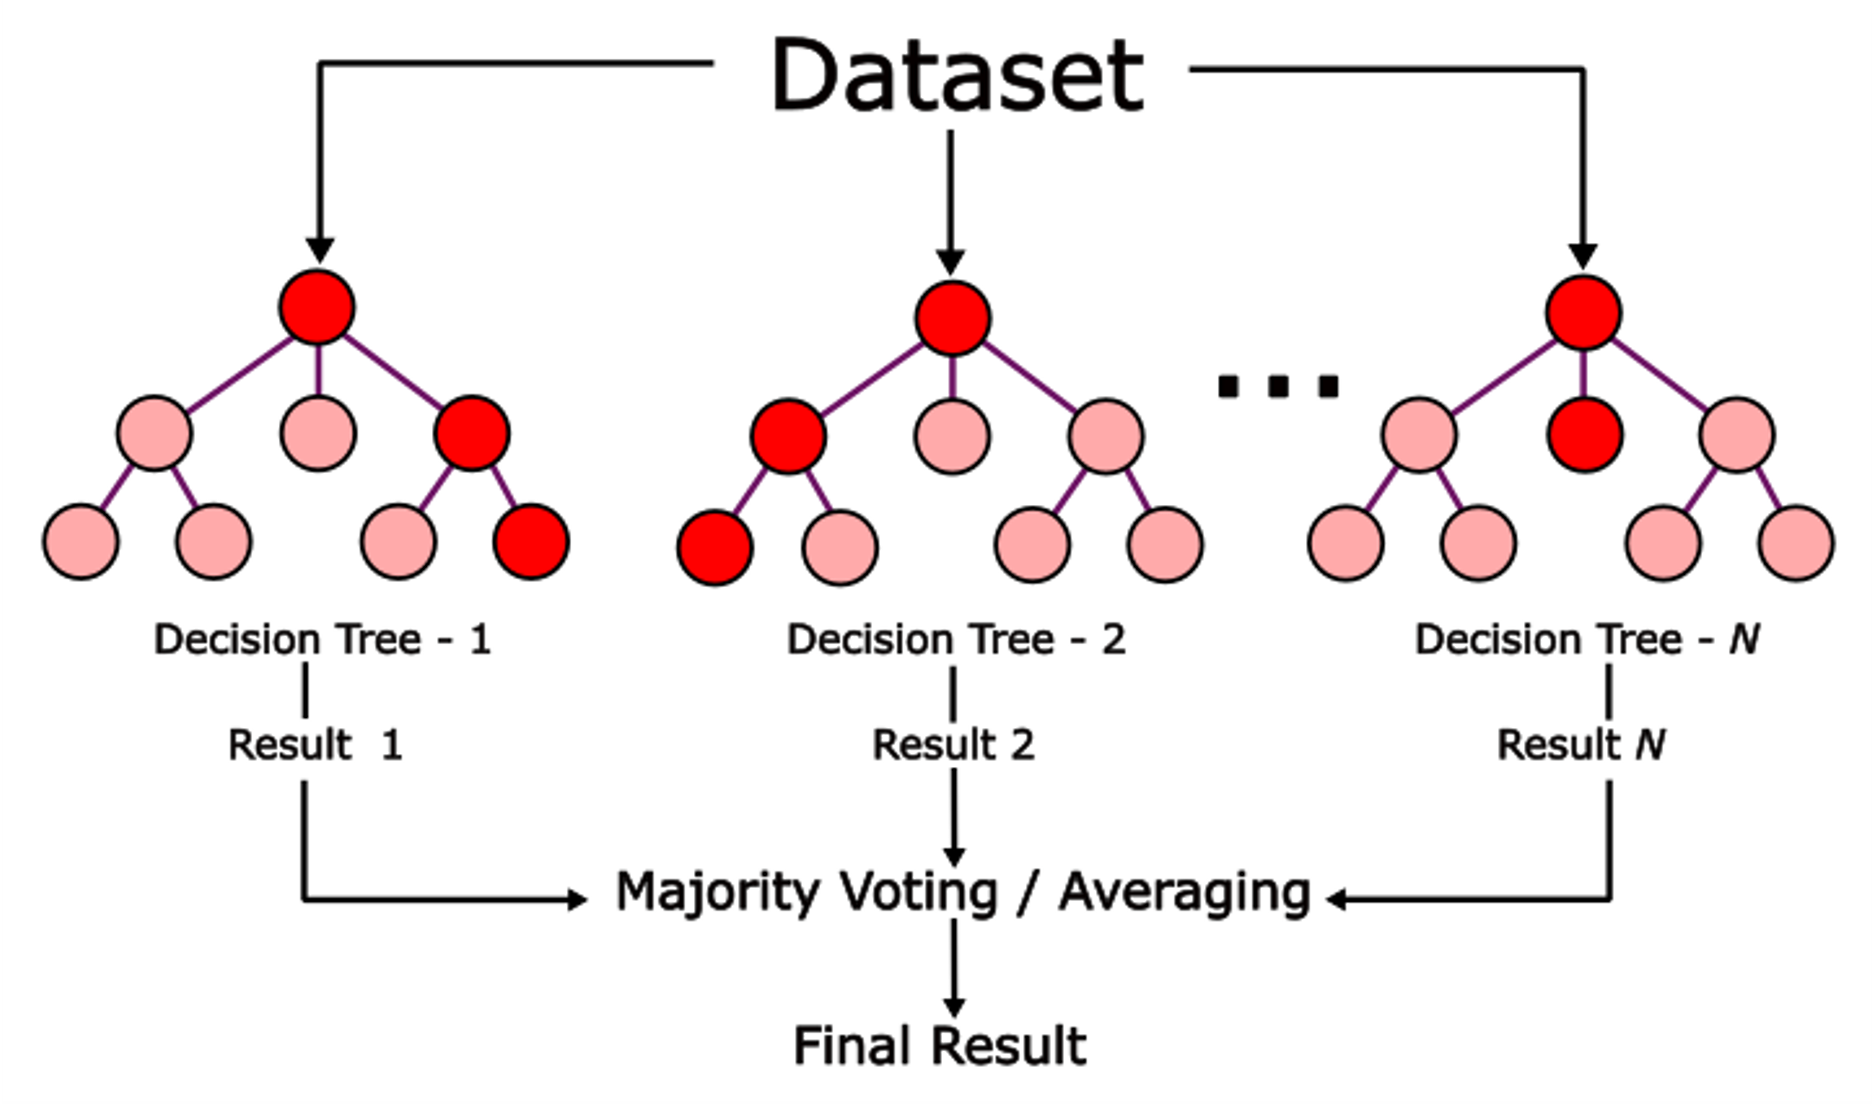 Dataset
Decision Tree - 1
Decision Tree - 2
Decision Tree - N
Result 1
Result 2
Result N
Majority Voting / Averaging
Final Result